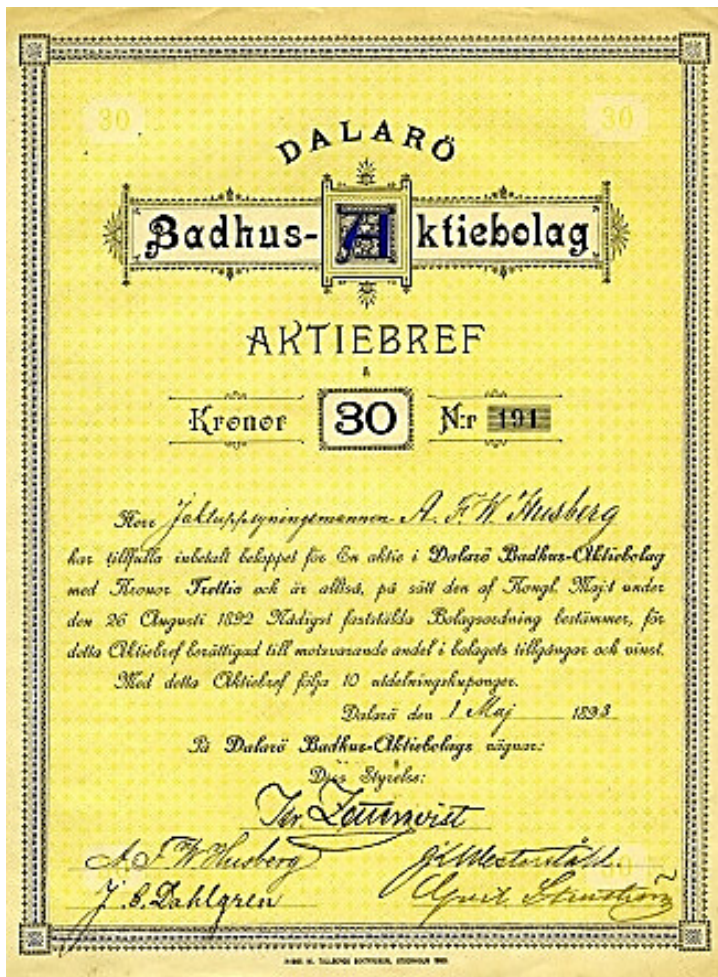 30 30
DALARÖ
Badhus-Aktiebolag
AKTIEBREF
à
Kronor 30 N:r 191
Herr Jaktuppsyningsmannen A. F. W. Husberg
har tillfullo inbetalt beloppet för En aktie i Dalarö Badhus-Aktiebolag
med Kronor Trettio och är alltså, på sätt den af Kongl. Maj:t under
den 26 Augusti 1892 Nådigst fastställda Bolagsordning bestämmer, för
detta Aktiebref berättigad till motsvarande andel i bolagets tillgångar och vinst.
Med detta Aktiebref följa 10 utdelningskuponger.
Dalarö den 1 Maj 1893
På Dalarö Badhus-Aktiebolags vägnar:
Dess Styrelse:
A. F. W. Husberg
J. G. Dahlgren
30